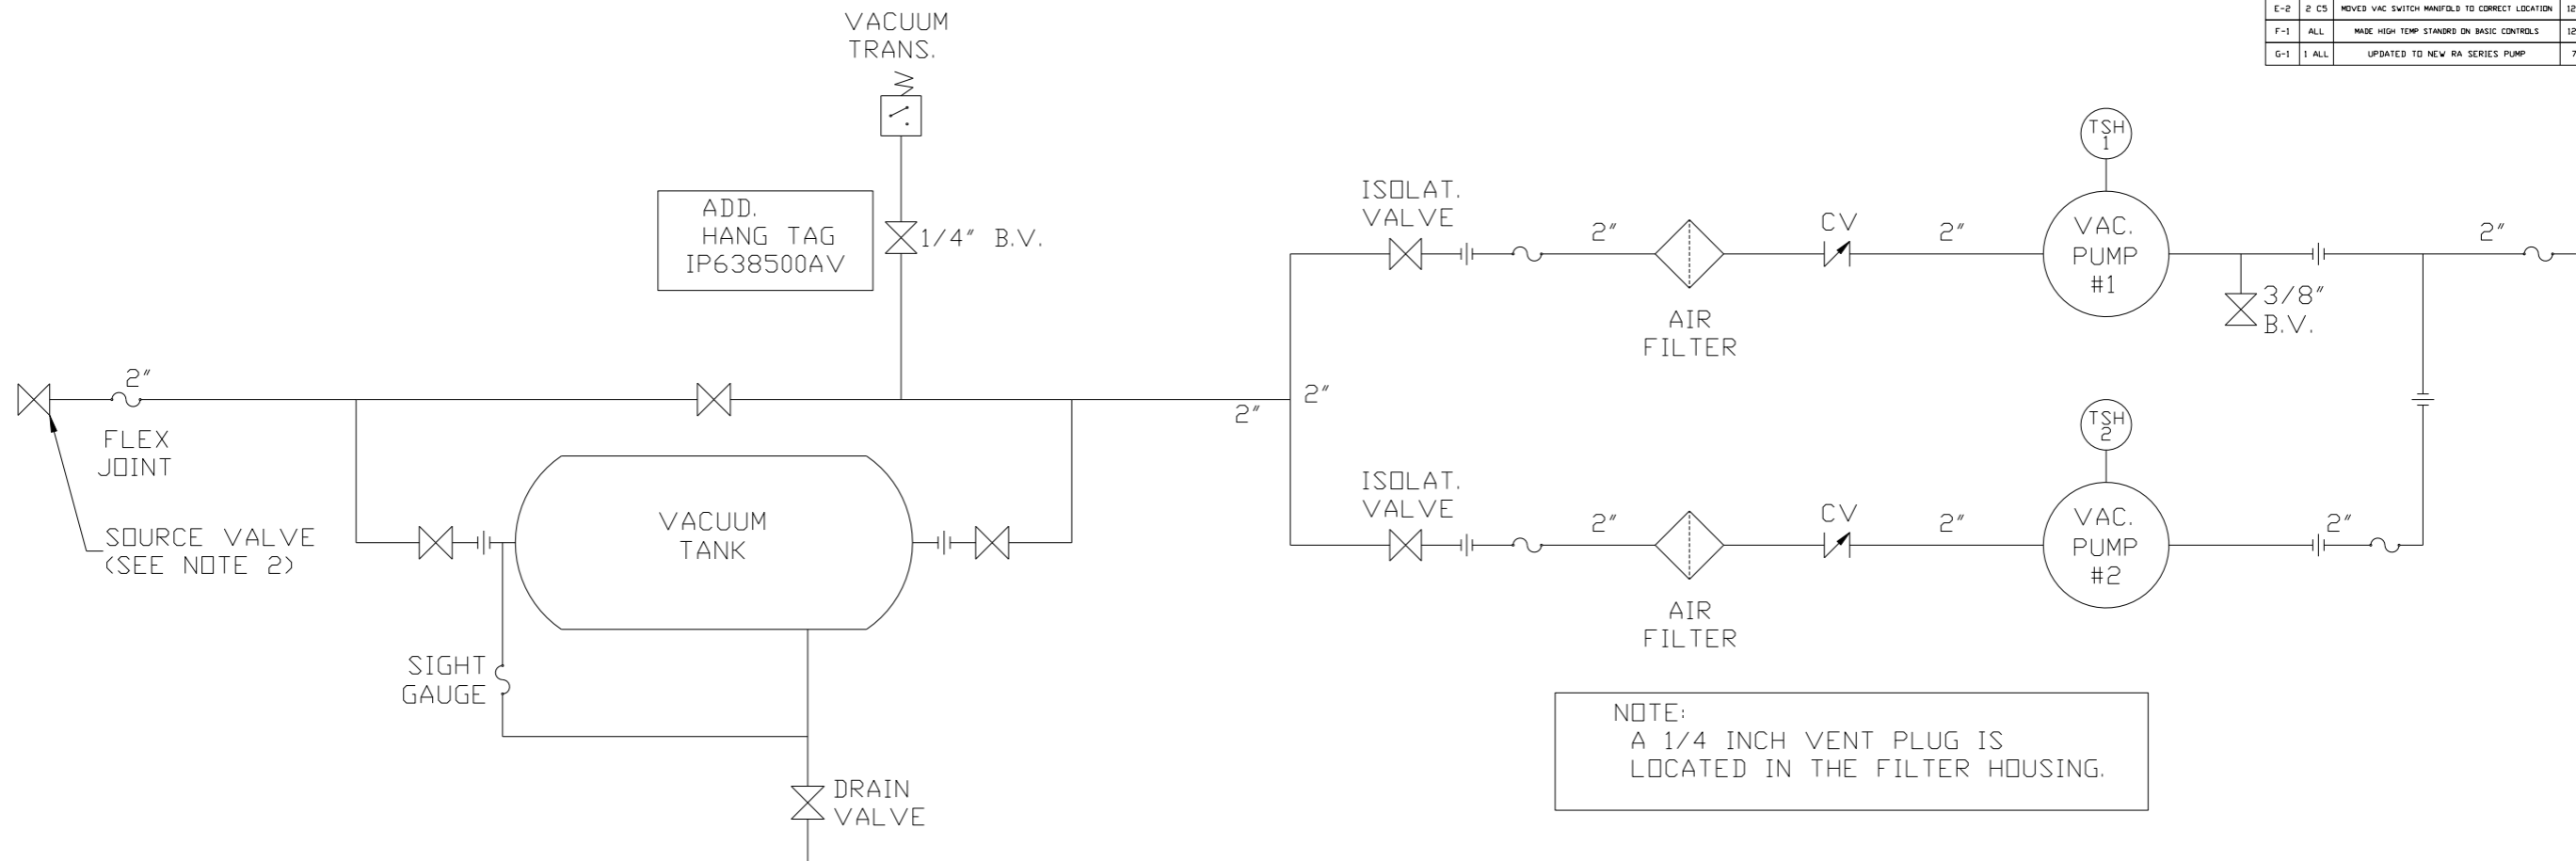 E-2 2 C5 MOVED VAC SWITCH MANIFOLD TO CORRECT LOCATION 12
F-1 ALL MADE HIGH TEMP STANDRD ON BASIC CONTROLS 12
G-1 1 ALL UPDATED TO NEW RA SERIES PUMP 7
VACUUM
TRANS.
ADD.
HANG TAG
IP638500AV
1/4" B.V.
2"
FLEX
JOINT
SOURCE VALVE
(SEE NOTE 2)
VACUUM
TANK
SIGHT
GAUGE
DRAIN
VALVE
2"
2"
ISOLAT.
VALVE
2"
AIR
FILTER
CV
2"
TSH
1
VAC.
PUMP
#1
3/8"
B.V.
2"
ISOLAT.
VALVE
2"
AIR
FILTER
CV
2"
TSH
2
VAC.
PUMP
#2
2"
NOTE:
A 1/4 INCH VENT PLUG IS
LOCATED IN THE FILTER HOUSING.